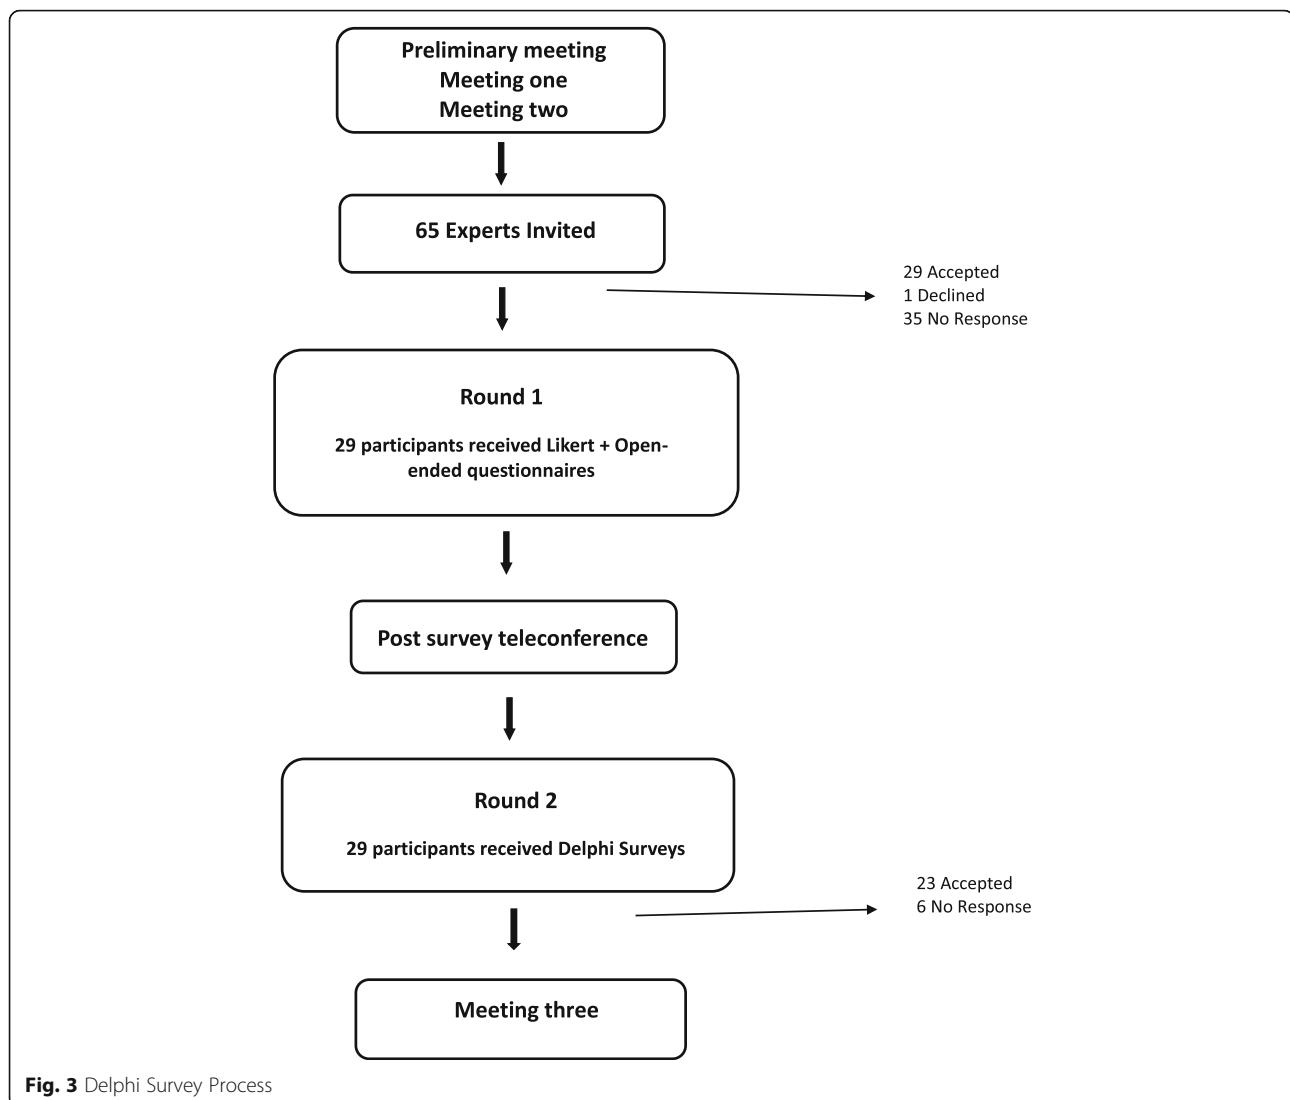 Preliminary meeting
Meeting one
Meeting two
65 Experts Invited
29 Accepted
1 Declined
35 No Response
Round 1
29 participants received Likert + Open-
ended questionnaires
Post survey teleconference
Round 2
29 participants received Delphi Surveys
23 Accepted
6 No Response
Meeting three
Fig. 3 Delphi Survey Process